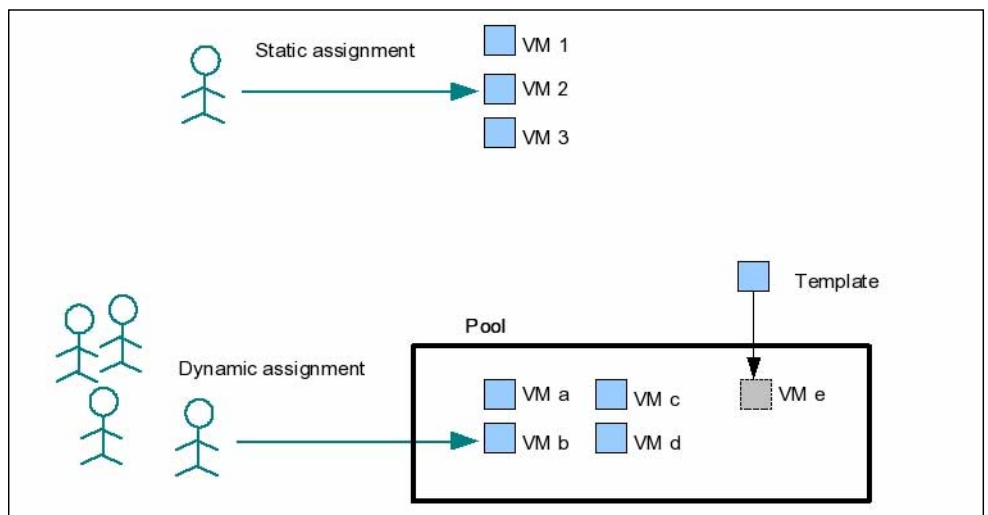 Static assignment
VM 1
VM 2
VM 3
Template
Pool
Dynamic assignment
VM a
VM c
VM e
VM b
VM d